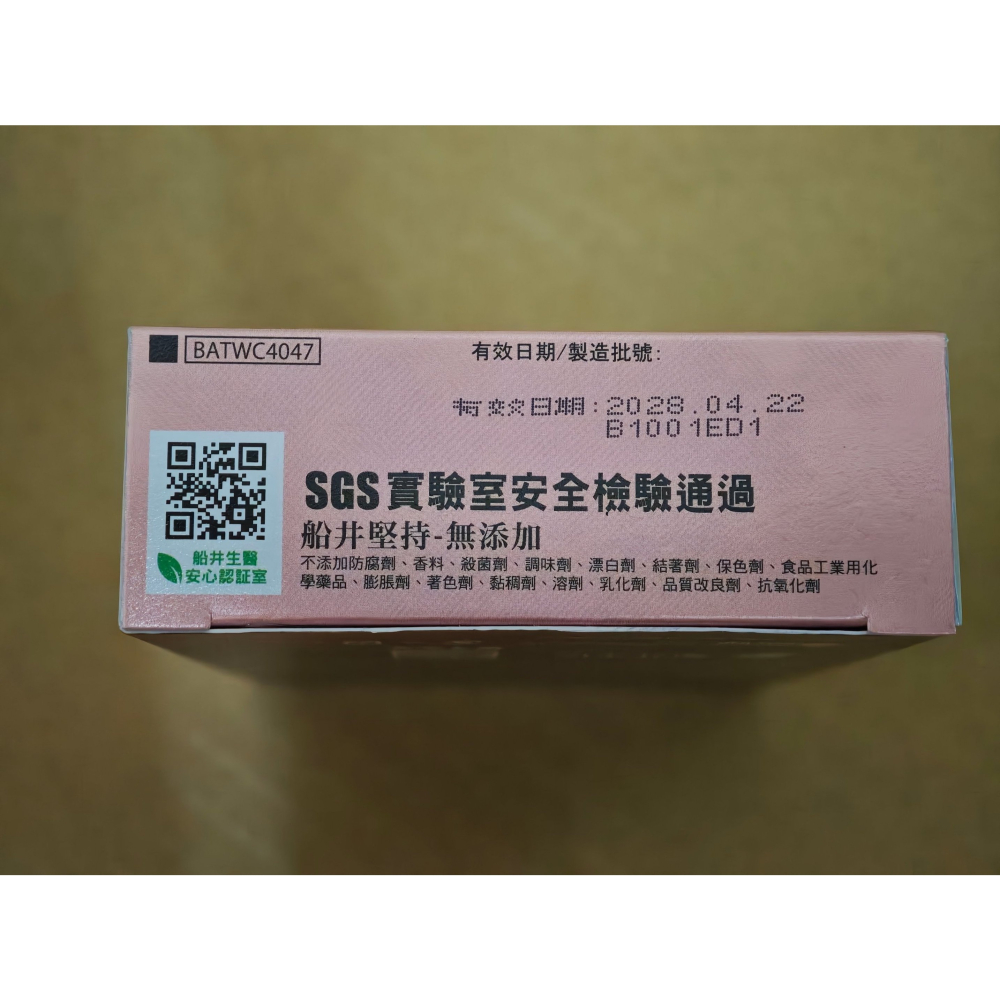 BATWC4047
有效日期/製造批號:
有效日期:2028.04.22
B1001ED1
SGS實驗室安全檢驗通過
船井堅持-無添加
不添加防腐劑、香料、殺菌劑、調味劑、漂白劑、結著劑、保色劑、食品工業用化
學藥品、膨脹劑、著色劑、黏稠劑、溶劑、乳化劑、品質改良劑、抗氧化劑
船井生醫
安心認証室